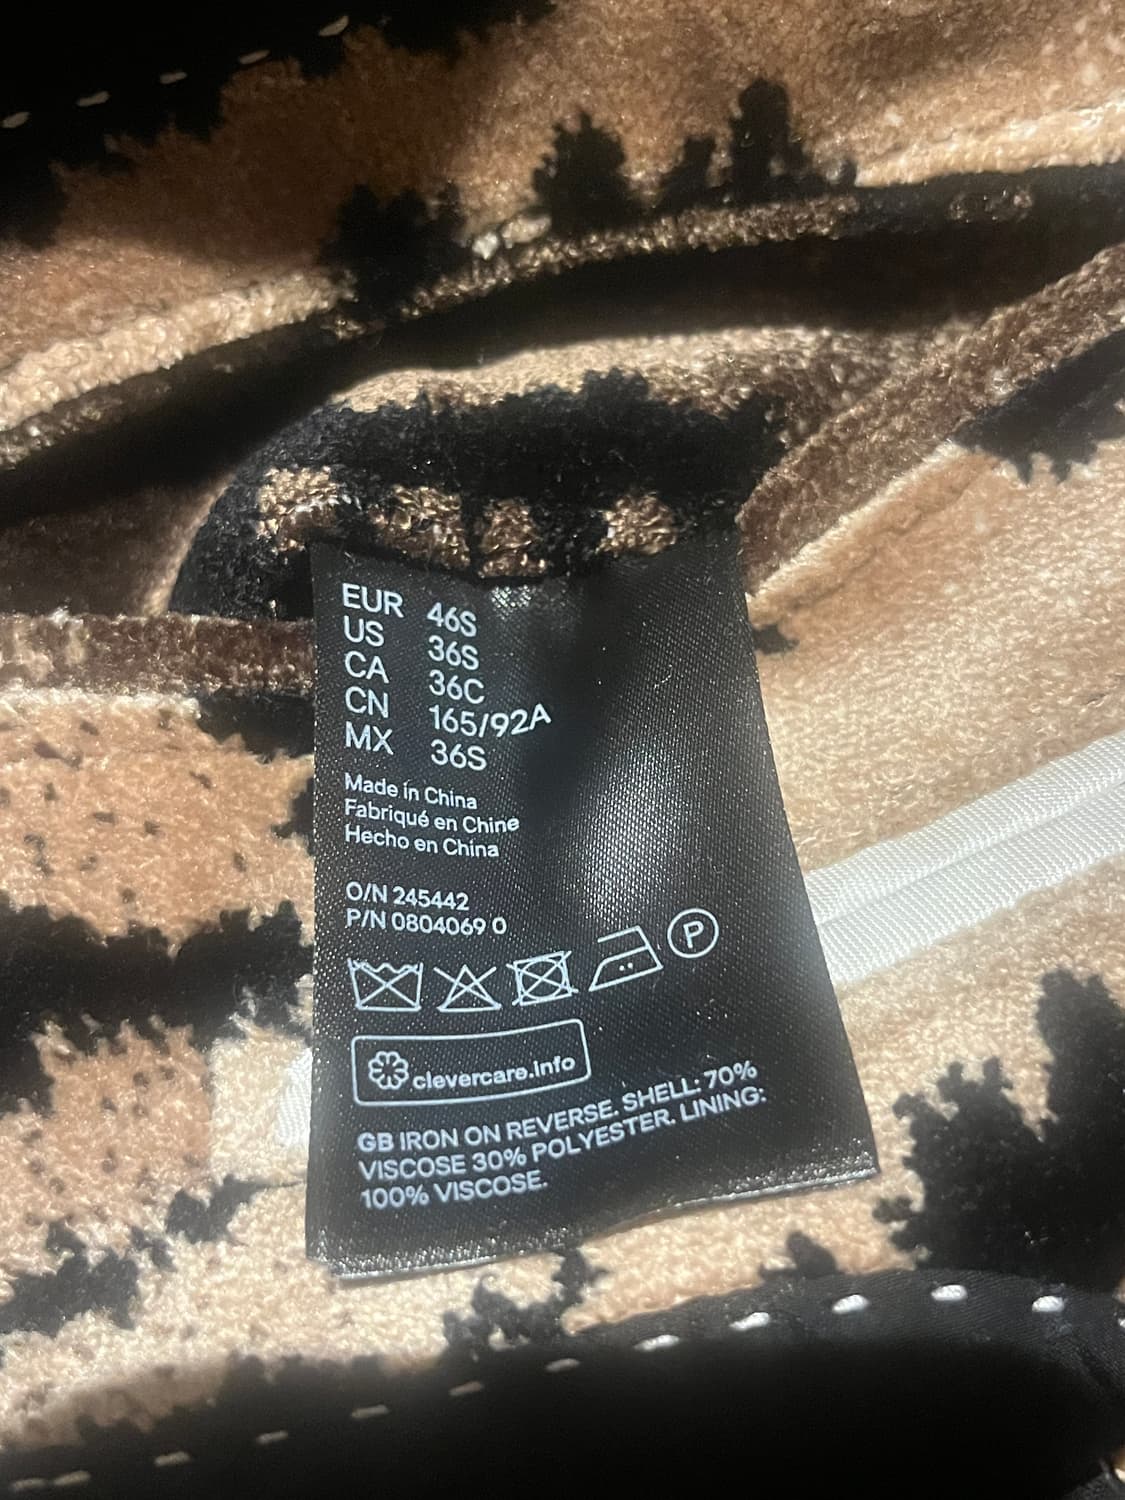 EUR 46S
US 36S
CA 36C
CN 165/92A
MX 36S
Made in China
Fabriqué en Chine
Hecho en China
O/N 245442
P/N 0804069 0
P
clevercare.info
GB IRON ON REVERSE. SHELL: 70%
VISCOSE 30% POLYESTER. LINING:
100% VISCOSE.